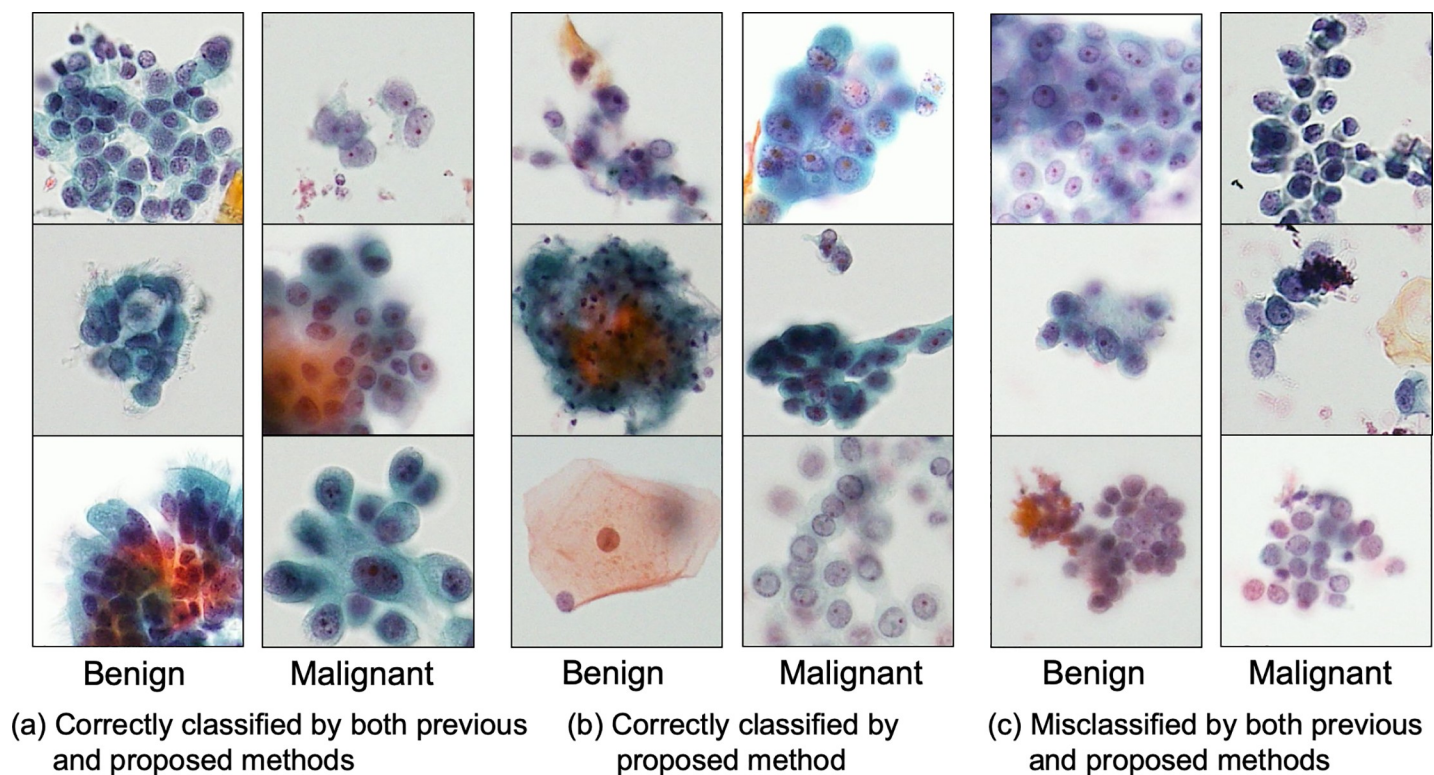 Benign
Malignant
Benign
Malignant
Benign
Malignant
(a) Correctly classified by both previous
and proposed methods
(b) Correctly classified by
proposed method
(c) Misclassified by both previous
and proposed methods